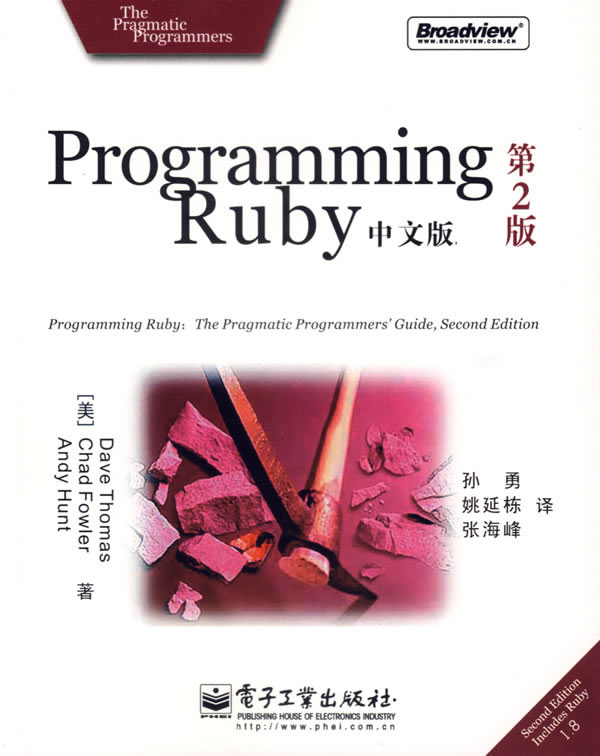 The
Pragmatic
Programmers
Broadview®
WWW.BROADVIEW.COM.CN
Programming
Ruby 中文版,
第2版
Programming Ruby: The Pragmatic Programmers' Guide, Second Edition
[美]
Dave Thomas
Chad Fowler
Andy Hunt
著
孙 勇
姚延栋 译
张海峰
PHEI
電子工業出版社·
PUBLISHING HOUSE OF ELECTRONICS INDUSTRY
http://www.phei.com.cn
Second Edition
Includes Ruby
1.8